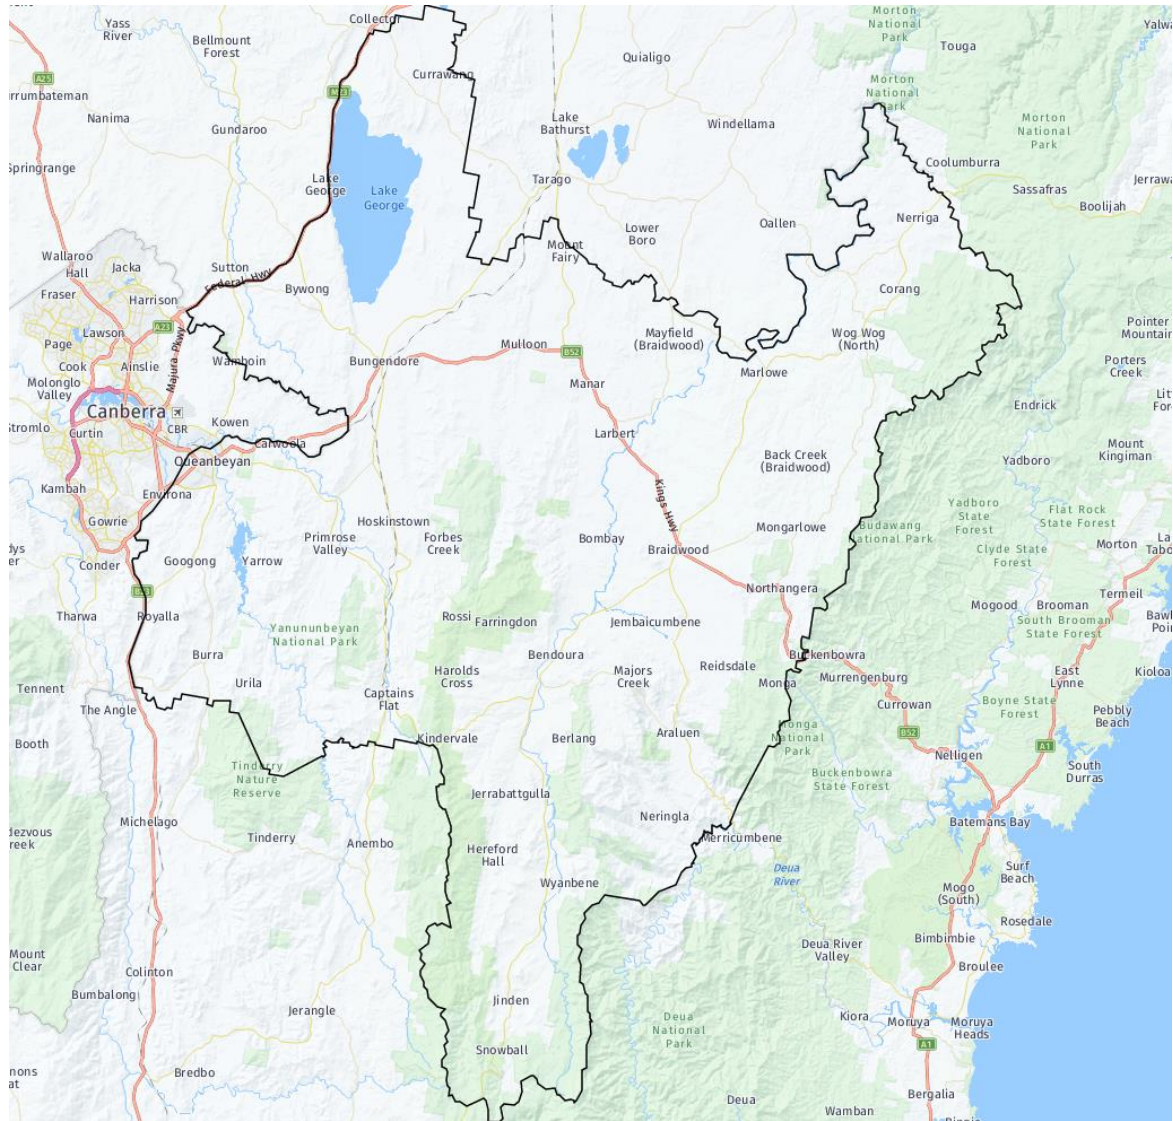 Yass
River
Collector
Morton
National
Park
Touga
Yalw
Bellmount
Forest
Quialigo
A25
Currawang
Morton
National
Park
urrumbateman
A23
Nanima
Gundaroo
Lake
Bathurst
Windellama
Morton
National
Park
Springrange
Coolumburra
Lake
George
Lake
George
Tarago
Sassafras
Jerrawa
Boolijah
Nerriga
Oallen
Lower
Boro
Wallaroo
Hall
Mount
Fairy
Jacka
Sutton
Federal Hwy
Fraser
Harrison
Bywong
Corang
Lawson
A23
Pointer
Mountain
Page
Majura Pkwy
Mayfield
(Braidwood)
Wog Wog
(North)
Mulloon
B52
Cook
Ainslie
Wamboin
Bungendore
Porters
Creek
Marlowe
Molonglo
Valley
Manar
Canberra
Endrick
Stromlo
CBR
Kowen
Curtin
Carwoola
Larbert
Mount
Kingiman
Queanbeyan
Back Creek
(Braidwood)
Yadboro
Kambah
Environa
Kings Hwy
Yadboro
State
Forest
Flat Rock
State Forest
Gowrie
Hoskinstown
Mongarlowe
Budawang
National Park
Primrose
Valley
Forbes
Creek
Bombay
Braidwood
Clyde State
Forest
Morton
Conder
Googong
Yarrow
Northangera
Termeil
Tharwa
Royalla
Rossi
Farringdon
Jembaicumbene
Mogood
Brooman
South Brooman
State Forest
Yanununbeyan
National Park
Burra
Bendoura
Buckenbowra
Reidsdale
Harolds
Cross
Majors
Creek
East
Lynne
Kioloa
Tennent
Urila
Monga
Murrengenburg
Captains
Flat
Currowan
Boyne State
Forest
Pebbly
Beach
The Angle
Monga
National
Park
B52
Kindervale
Berlang
Araluen
A1
Booth
Nelligen
South
Durras
Tinderry
Nature
Reserve
Buckenbowra
State Forest
Jerrabattgulla
Michelago
Neringla
Batemans Bay
Tinderry
Anembo
Merricumbene
Hereford
Hall
Deua
River
Surf
Beach
Wyanbene
Mogo
(South)
Rosedale
Bimbimbie
Mount
Clear
Deua River
Valley
Colinton
Broulee
Bumbalong
Jinden
Jerangle
Deua
National
Park
Kiora
Moruya
Moruya
Heads
Snowball
A1
Bredbo
Bergalia
Deua
Wamban